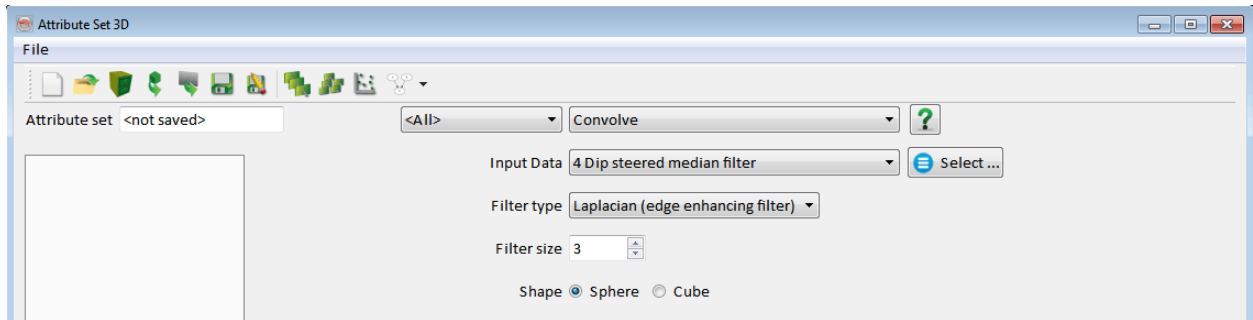 Attribute Set 3D
File
Attribute set <not saved> <All> Convolve ?
Input Data 4 Dip steered median filter Select ...
Filter type Laplacian (edge enhancing filter)
Filter size 3
Shape Sphere Cube